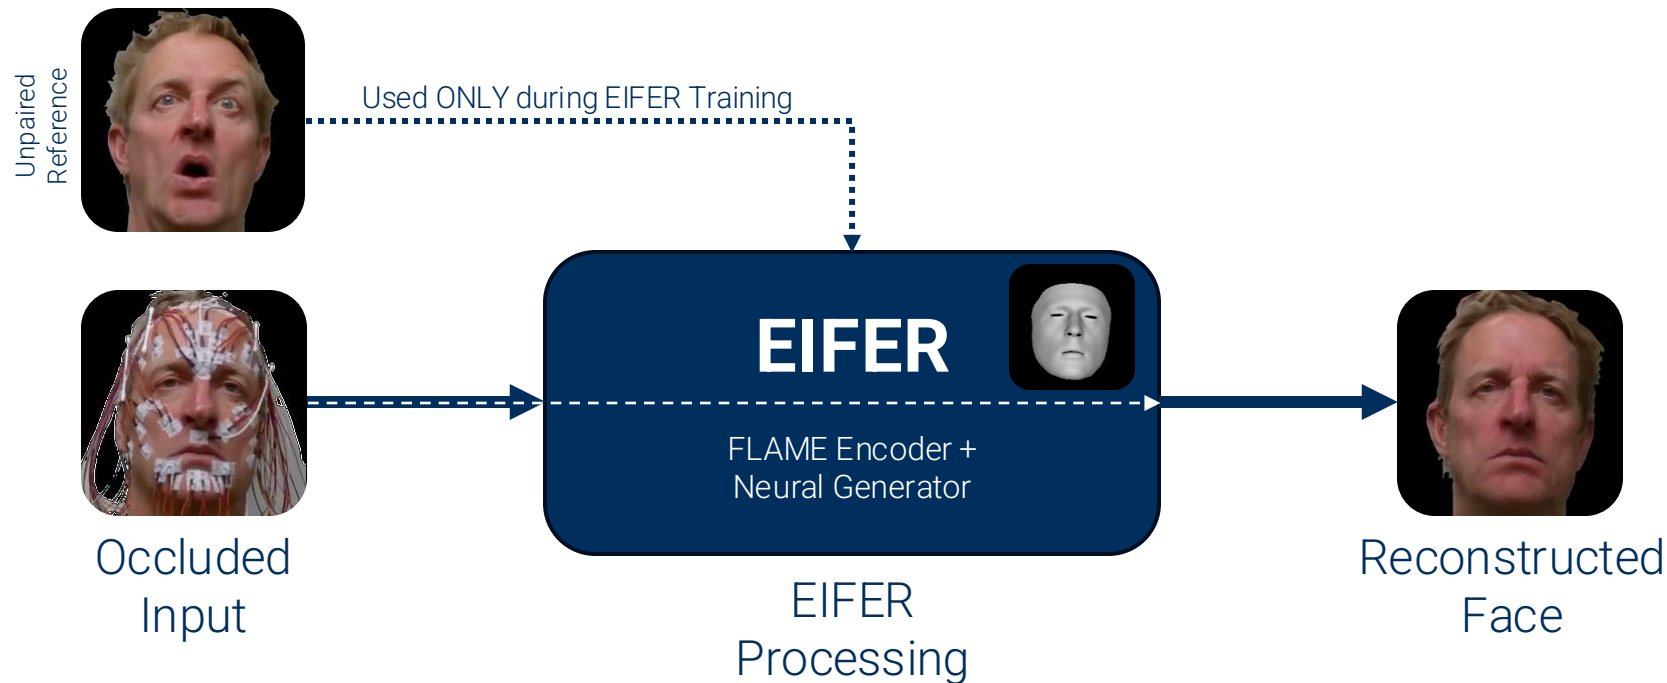 Unpaired
Reference
Used ONLY during EIFER Training
EIFER
FLAME Encoder +
Neural Generator
Occluded
Input
EIFER
Processing
Reconstructed
Face